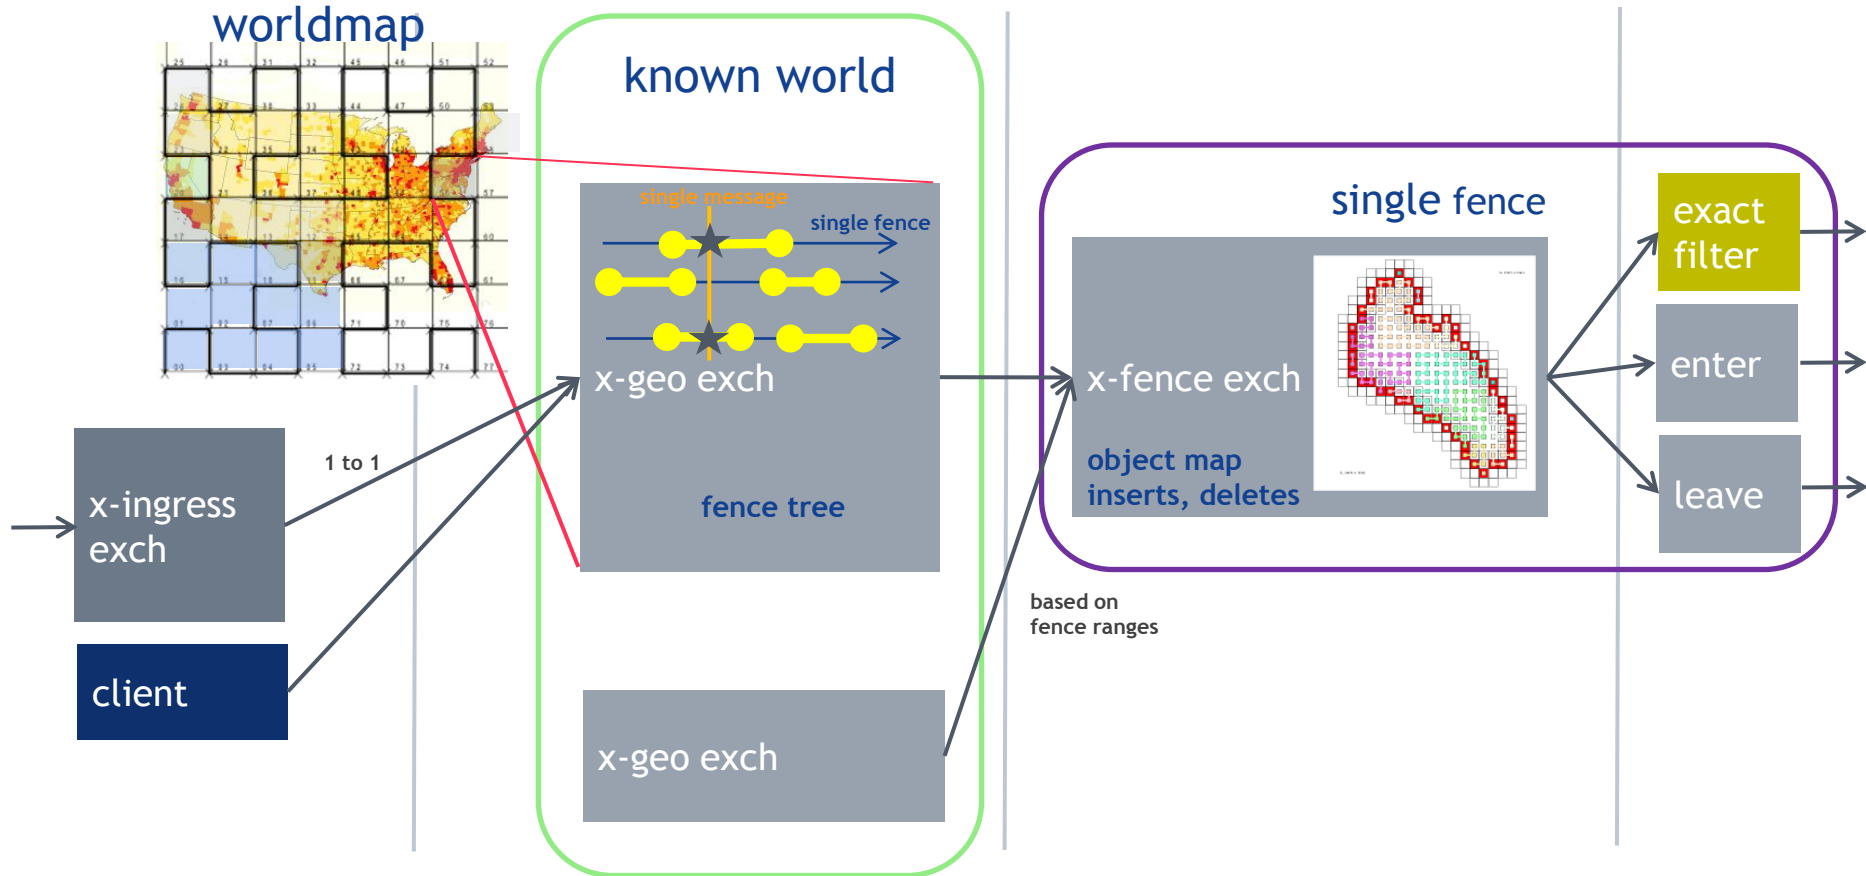 worldmap
known world
single message
single fence
x-geo exch
fence tree
x-geo exch
1 to 1
x-ingress
exch
client
based on
fence ranges
single fence
x-fence exch
object map
inserts, deletes
exact
filter
enter
leave